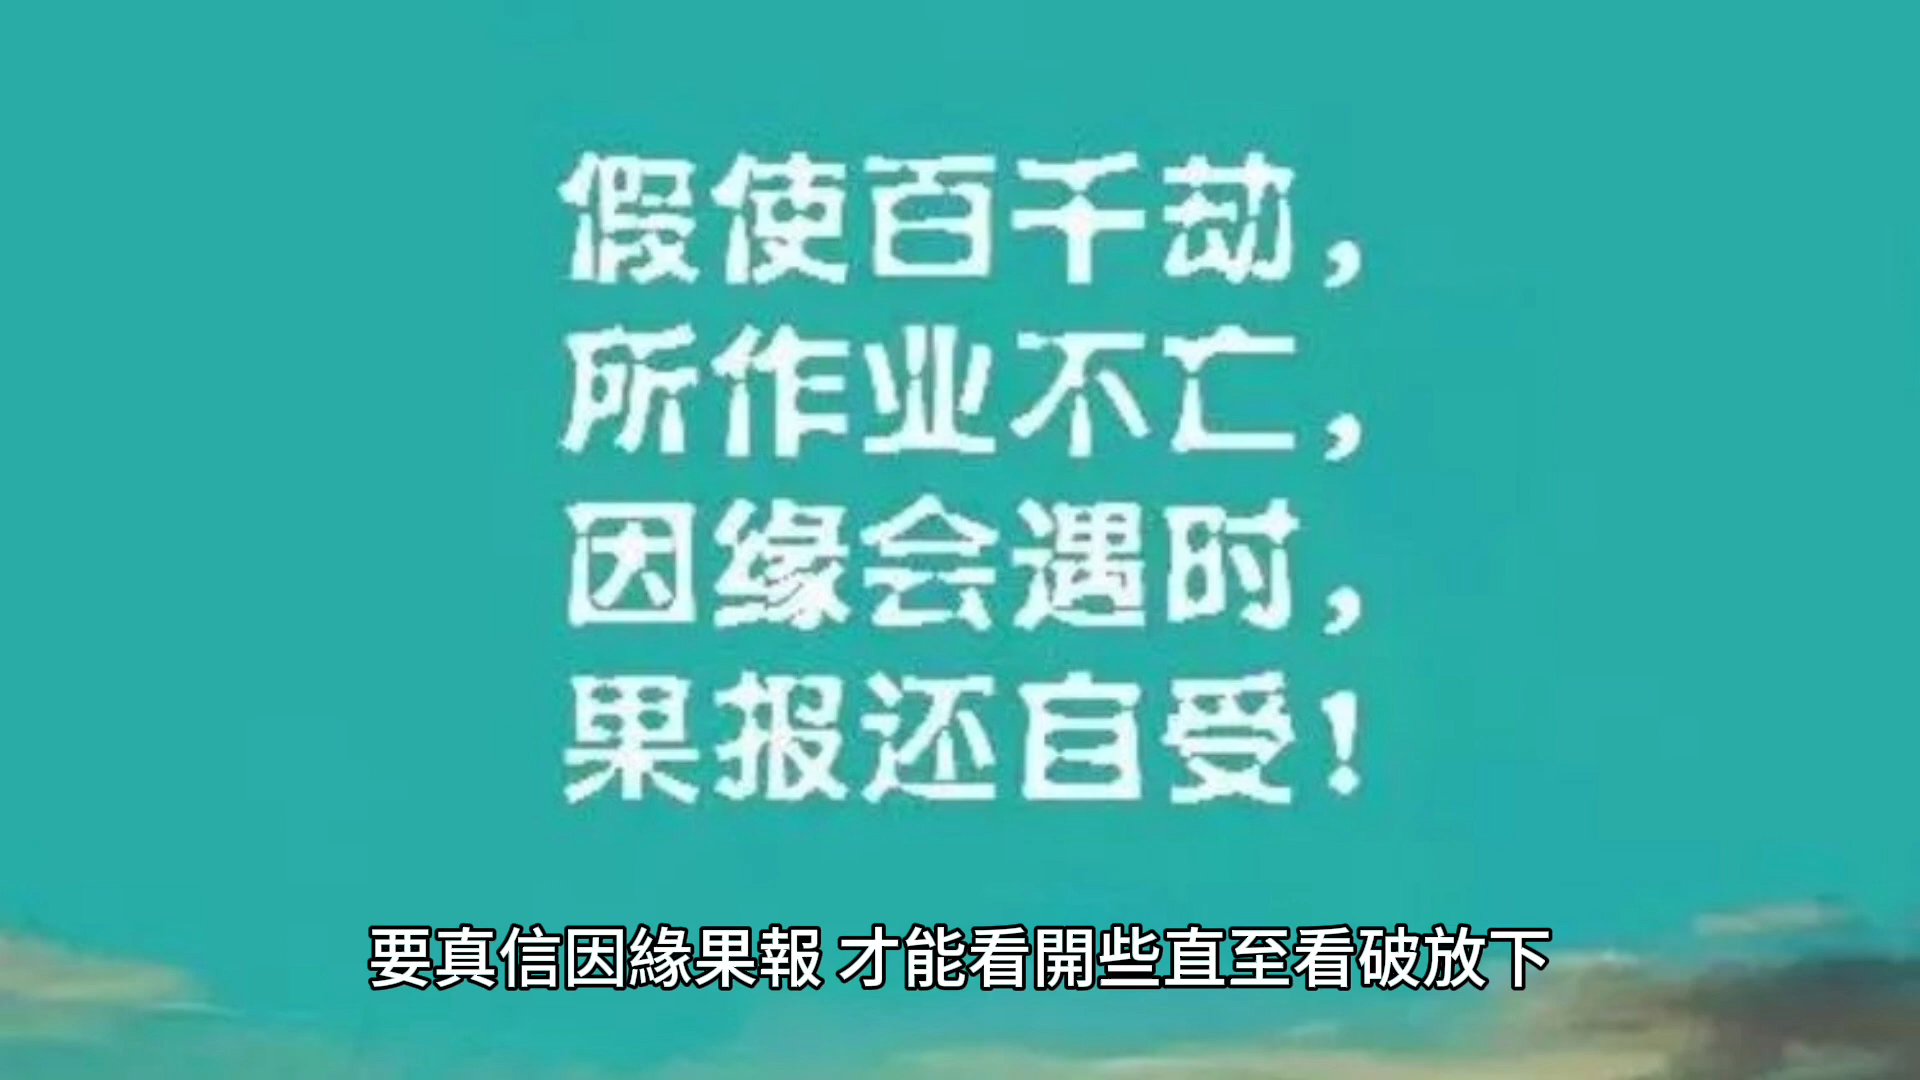 假使百千劫，
所作业不亡，
因缘会遇时，
果报还自受！
要真信因緣果報 才能看開些直至看破放下